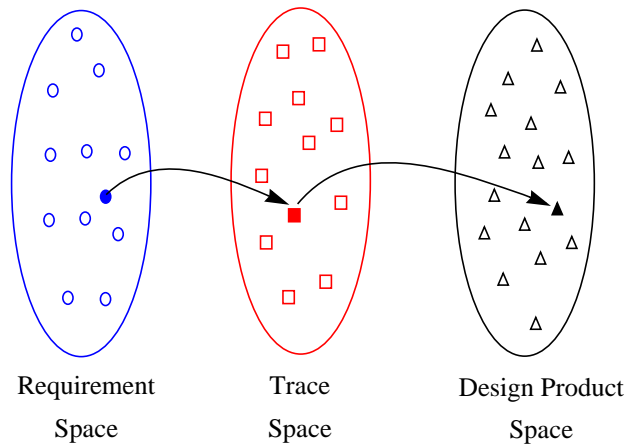 Requirement
Space
Trace
Space
Design Product
Space